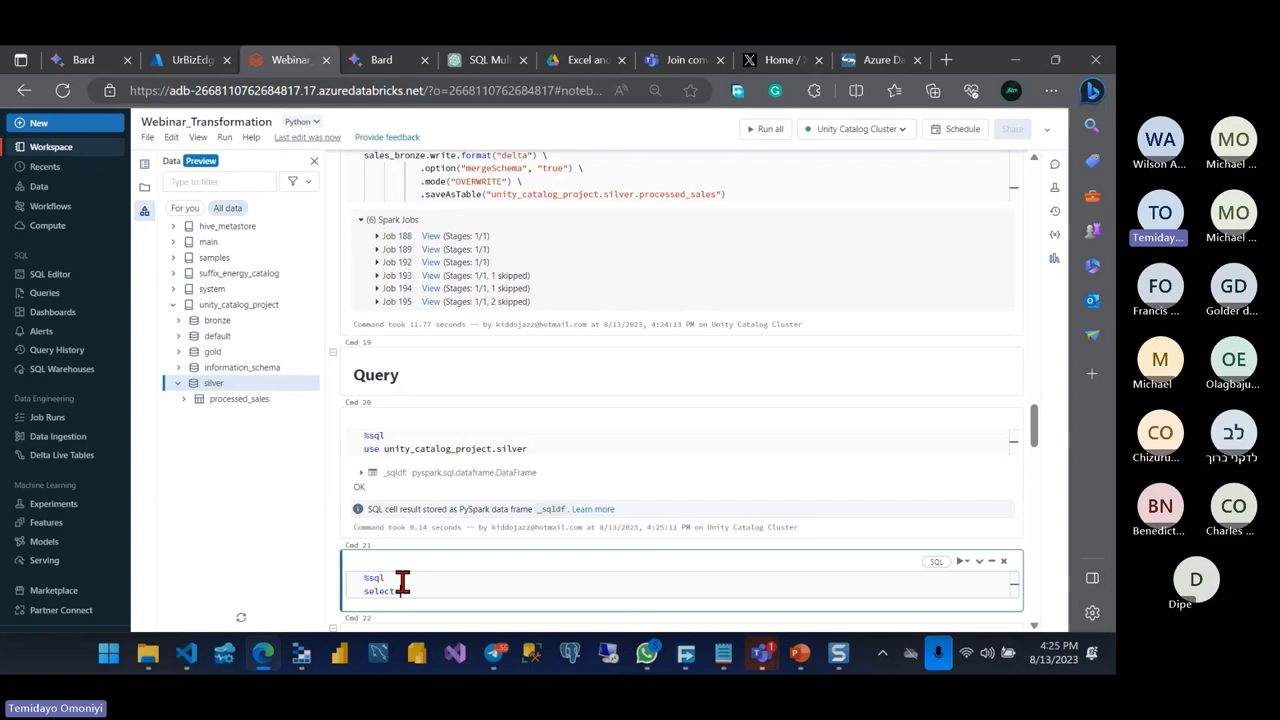 Bard
UrBizEdg
Webinar_
Bard
SQL Mul
Excel and
Join con
Home / X
Azure Da
https://adb-2668117062684817.17.azuredatabricks.net/?o=2668110762684817#noteb...
New
Workspace
Recents
Data
Workflows
Compute
SQL
SQL Editor
Queries
Dashboards
Alerts
Query History
SQL Warehouses
Data Engineering
Job Runs
Data Ingestion
Delta Live Tables
Machine Learning
Experiments
Features
Models
Serving
Marketplace
Partner Connect
Webinar_Transformation
Python
File Edit View Run Help Last edit was now Provide feedback
Run all
Unity Catalog Cluster
Schedule
Share
Data Preview
Type to filter
For you All data
hive_metastore
main
samples
suffix_energy_catalog
system
unity_catalog_project
bronze
default
gold
information_schema
silver
processed_sales
sales_bronze.write.format("delta") \
.option("mergeSchema", "true") \
.mode("OVERWRITE") \
.saveAsTable("unity_catalog_project.silver.processed_sales")
(6) Spark Jobs
Job 188 View (Stages: 1/1)
Job 189 View (Stages: 1/1)
Job 192 View (Stages: 1/1)
Job 193 View (Stages: 1/1, 1 skipped)
Job 194 View (Stages: 1/1, 1 skipped)
Job 195 View (Stages: 1/1, 2 skipped)
Command took 11.77 seconds -- by kiddojazz@hotmail.com at 8/13/2023, 4:24:13 PM on Unity Catalog Cluster
Cmd 19
Query
Cmd 20
%sql
use unity_catalog_project.silver
_sqldf: pyspark.sql.dataframe.DataFrame
OK
SQL cell result stored as PySpark data frame _sqldf. Learn more
Command took 0.14 seconds -- by kiddojazz@hotmail.com at 8/13/2023, 4:25:11 PM on Unity Catalog Cluster
Cmd 21
SQL
%sql
select
Cmd 22
4:25 PM
8/13/2023
WA
Wilson A...
MO
Michael ...
TO
Temiday...
MO
Michael ...
FO
Francis ...
GD
Golder d...
M
Michael
OE
Olagbaju...
CO
Chizuru...
לב
לדקני ברוך
BN
Benedict...
CO
Charles ...
D
Dipe
Temidayo Omoniyi